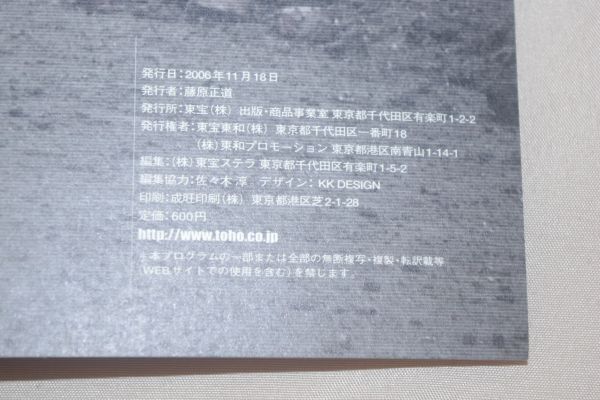 発行日：2006年11月18日
発行者：藤原正道
発行所：東宝（株） 出版・商品事業室 東京都千代田区有楽町1-2-2
発行権者：東宝東和（株） 東京都千代田区一番町18
（株）東和プロモーション 東京都港区南青山1-14-1
編集：（株）東宝ステラ 東京都千代田区有楽町1-5-2
編集協力：佐々木 淳 デザイン： KK DESIGN
印刷：成旺印刷（株） 東京都港区芝2-1-28
定価：600円
http://www.toho.co.jp
＋本プログラムの一部または全部の無断複写・複製・転訳載等
（WEBサイトでの使用を含む）を禁じます。